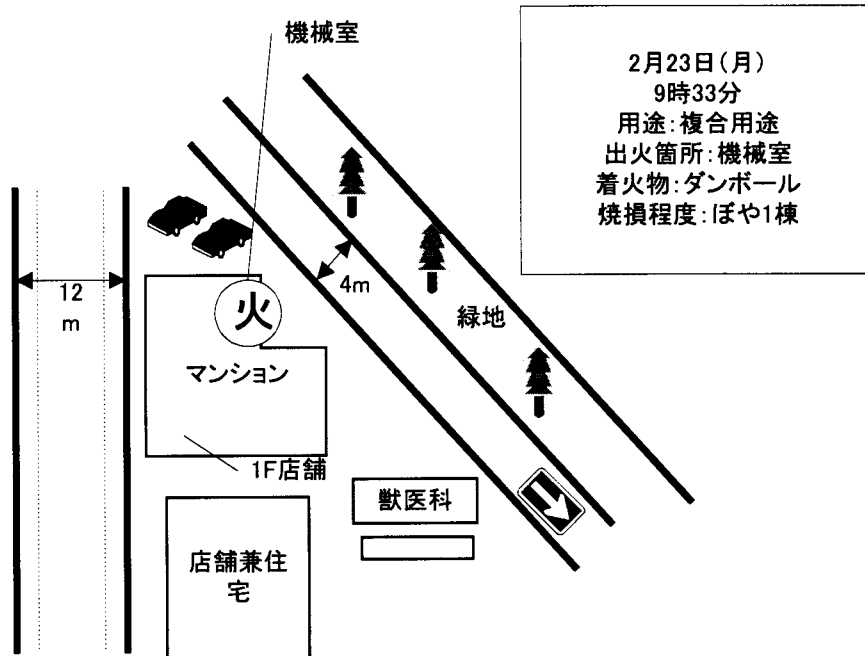 機械室
2月23日(月)
9時33分
用途:複合用途
出火箇所:機械室
着火物:ダンボール
焼損程度:ぼや1棟
12
m
4m
火
緑地
マンション
1F店舗
獣医科
店舗兼住
宅